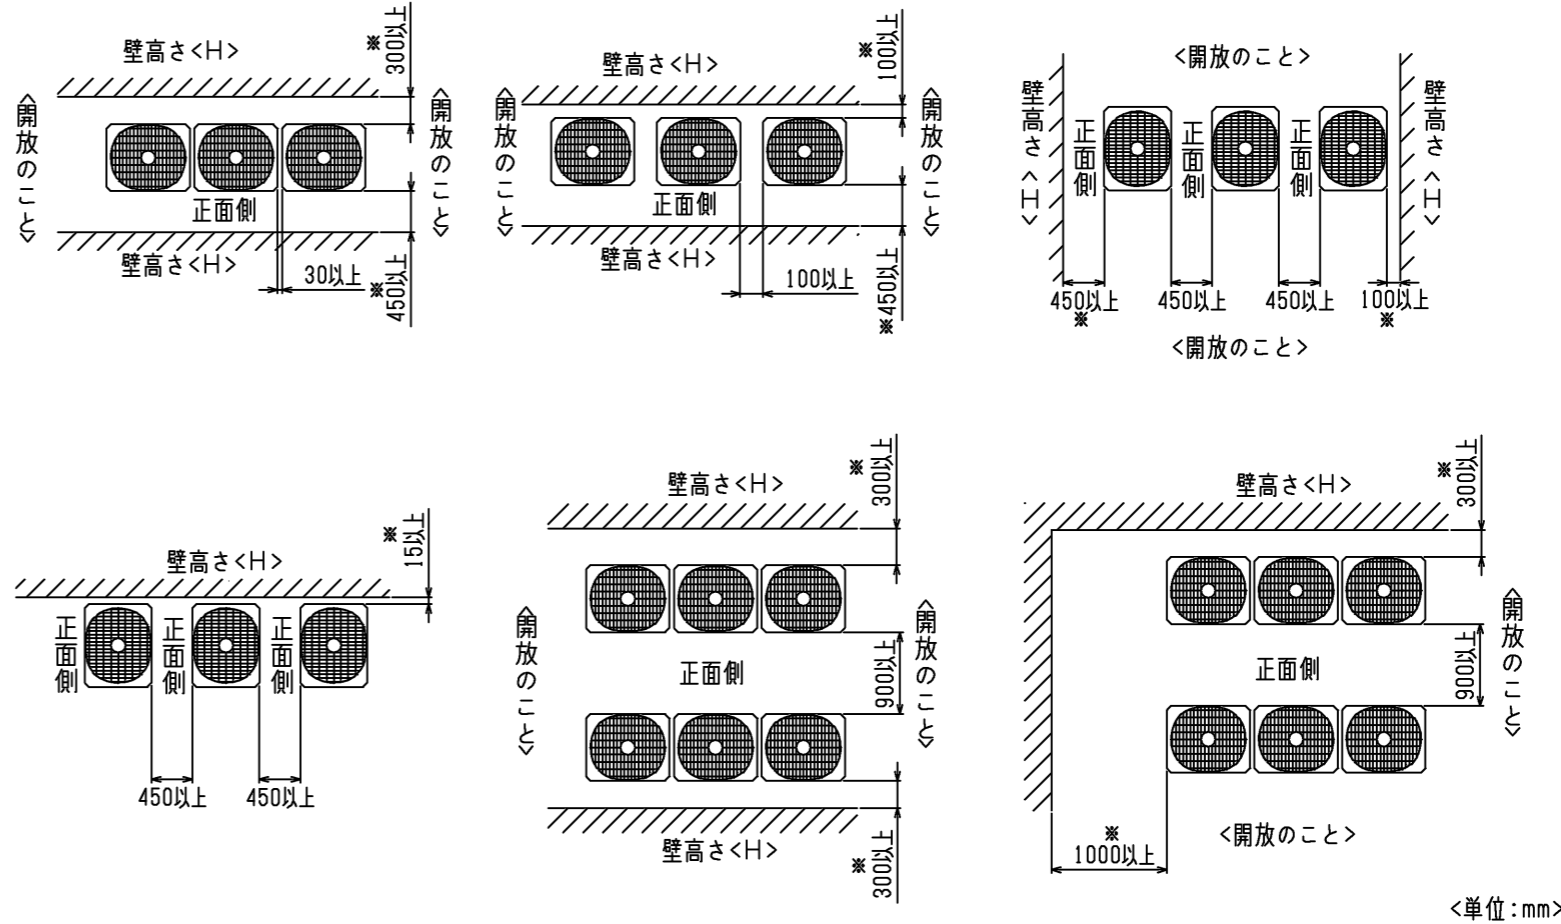 壁高さ<H>
※
300以上
<開放のこと>
<開放のこと>
正面側
壁高さ<H>
30以上
※
450以上
壁高さ<H>
※
100以上
<開放のこと>
<開放のこと>
正面側
壁高さ<H>
100以上
※450以上
<開放のこと>
壁高さ<H>
正面側
正面側
正面側
壁高さ<H>
450以上
※
450以上
450以上
100以上
※
<開放のこと>
壁高さ<H>
※
15以上
正面側
正面側
正面側
450以上
450以上
壁高さ<H>
※
300以上
<開放のこと>
<開放のこと>
正面側
900以上
壁高さ<H>
※
300以上
壁高さ<H>
※
300以上
<開放のこと>
正面側
900以上
※
1000以上
<開放のこと>
<単位:mm>